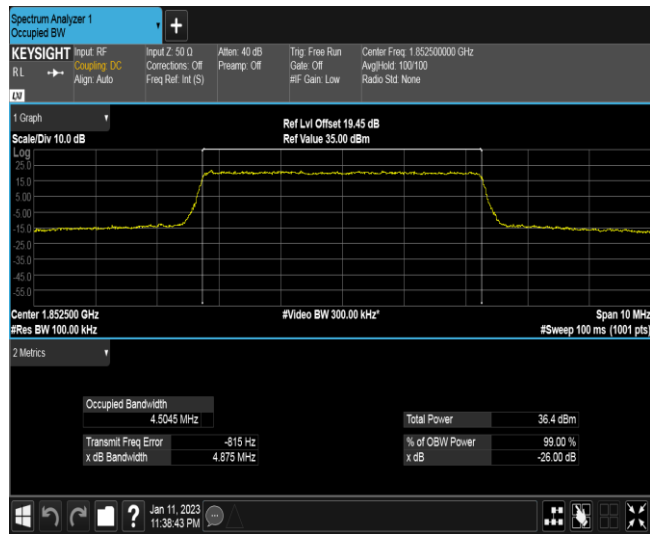 Spectrum Analyzer 1
Occupied BW
+
KEYSIGHT Input: RF Input Z: 50 Ω Atten: 40 dB Trig: Free Run Center Freq: 1.852500000 GHz
RL Coupling: DC Corrections: Off Preamp: Off Gate: Off Avg|Hold: 100/100
Align: Auto Freq Ref: Int (S) #IF Gain: Low Radio Std: None
LXI
1 Graph Ref Lvl Offset 19.45 dB
Scale/Div 10.0 dB Ref Value 35.00 dBm
Log
25.0
15.0
5.00
-5.00
-15.0
-25.0
-35.0
-45.0
-55.0
Center 1.852500 GHz #Video BW 300.00 kHz* Span 10 MHz
#Res BW 100.00 kHz #Sweep 100 ms (1001 pts)
2 Metrics
Occupied Bandwidth
4.5045 MHz Total Power 36.4 dBm
Transmit Freq Error -815 Hz % of OBW Power 99.00 %
x dB Bandwidth 4.875 MHz x dB -26.00 dB
? Jan 11, 2023
11:38:43 PM